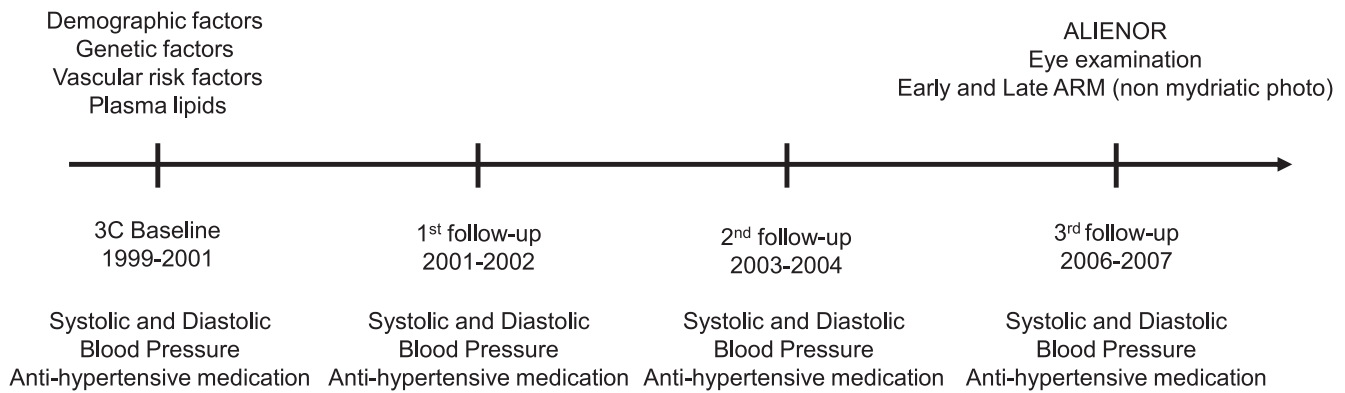 Demographic factors
Genetic factors
Vascular risk factors
Plasma lipids
ALIENOR
Eye examination
Early and Late ARM (non mydriatic photo)
3C Baseline
1999-2001
1st follow-up
2001-2002
2nd follow-up
2003-2004
3rd follow-up
2006-2007
Systolic and Diastolic
Blood Pressure
Anti-hypertensive medication
Systolic and Diastolic
Blood Pressure
Anti-hypertensive medication
Systolic and Diastolic
Blood Pressure
Anti-hypertensive medication
Systolic and Diastolic
Blood Pressure
Anti-hypertensive medication